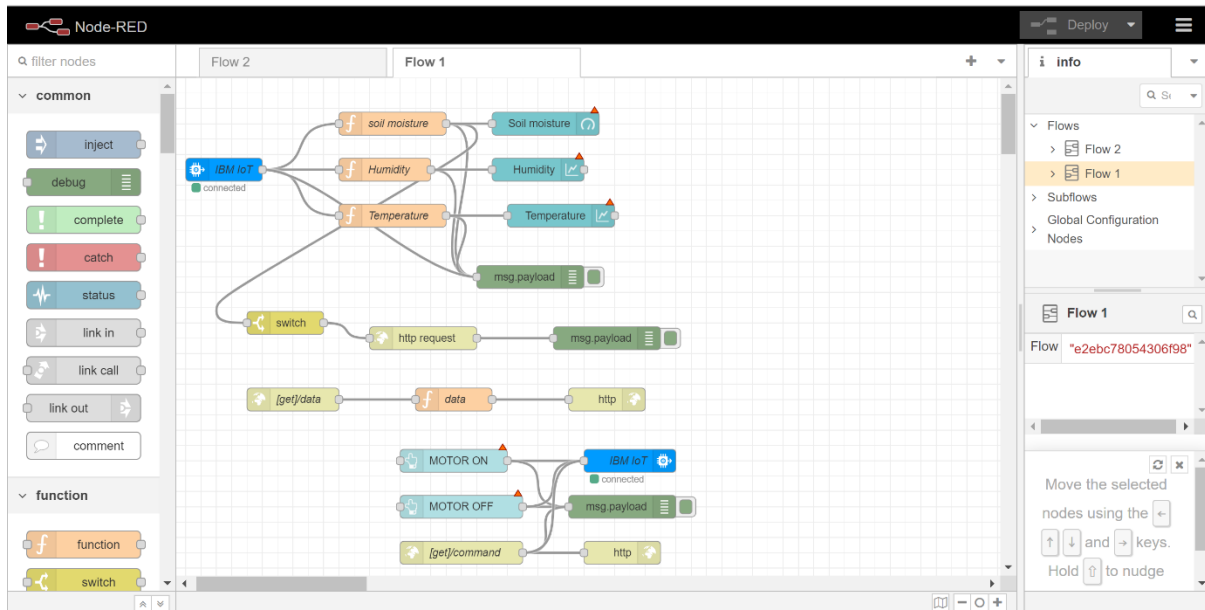 Node-RED
Deploy
filter nodes
Flow 2
Flow 1
info
common
inject
debug
complete
catch
status
link in
link call
link out
comment
function
function
switch
IBM IoT
connected
soil moisture
Humidity
Temperature
Soil moisture
Humidity
Temperature
msg.payload
switch
http request
msg.payload
[get]/data
data
http
MOTOR ON
MOTOR OFF
[get]/command
IBM IoT
connected
msg.payload
http
Flows
Flow 2
Flow 1
Subflows
Global Configuration
Nodes
Flow 1
Flow "e2ebc78054306f98"
Move the selected
nodes using the ←
↑ ↓ and → keys.
Hold ⇧ to nudge